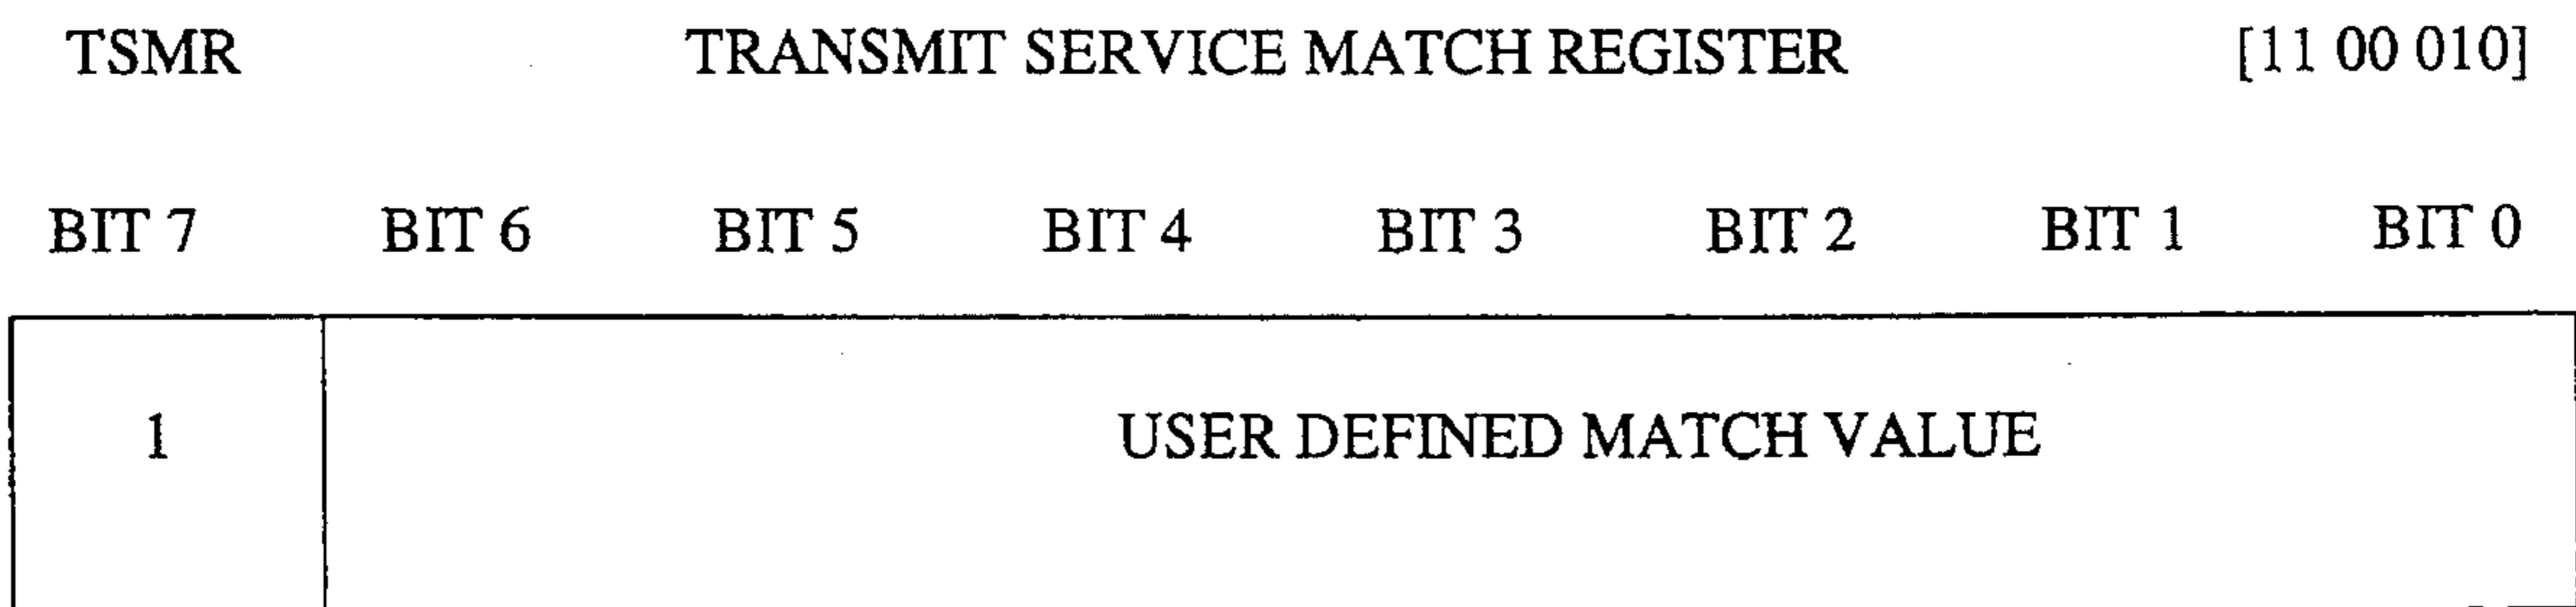 TSMR TRANSMIT SERVICE MATCH REGISTER [11 00 010]
BIT 7 BIT 6 BIT 5 BIT 4 BIT 3 BIT 2 BIT 1 BIT 0
1 USER DEFINED MATCH VALUE